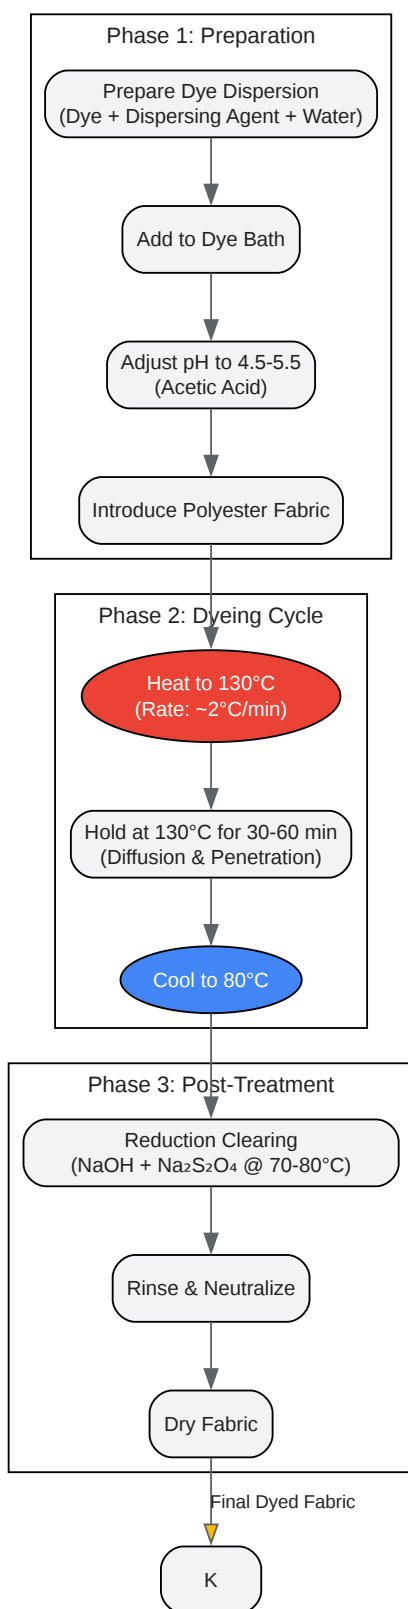 Phase 1: Preparation
Prepare Dye Dispersion
(Dye + Dispersing Agent + Water)
Add to Dye Bath
Adjust pH to 4.5-5.5
(Acetic Acid)
Introduce Polyester Fabric
Phase 2: Dyeing Cycle
Heat to 130°C
(Rate: ~2°C/min)
Hold at 130°C for 30-60 min
(Diffusion & Penetration)
Cool to 80°C
Phase 3: Post-Treatment
Reduction Clearing
(NaOH + Na₂S₂O₄ @ 70-80°C)
Rinse & Neutralize
Dry Fabric
Final Dyed Fabric
K